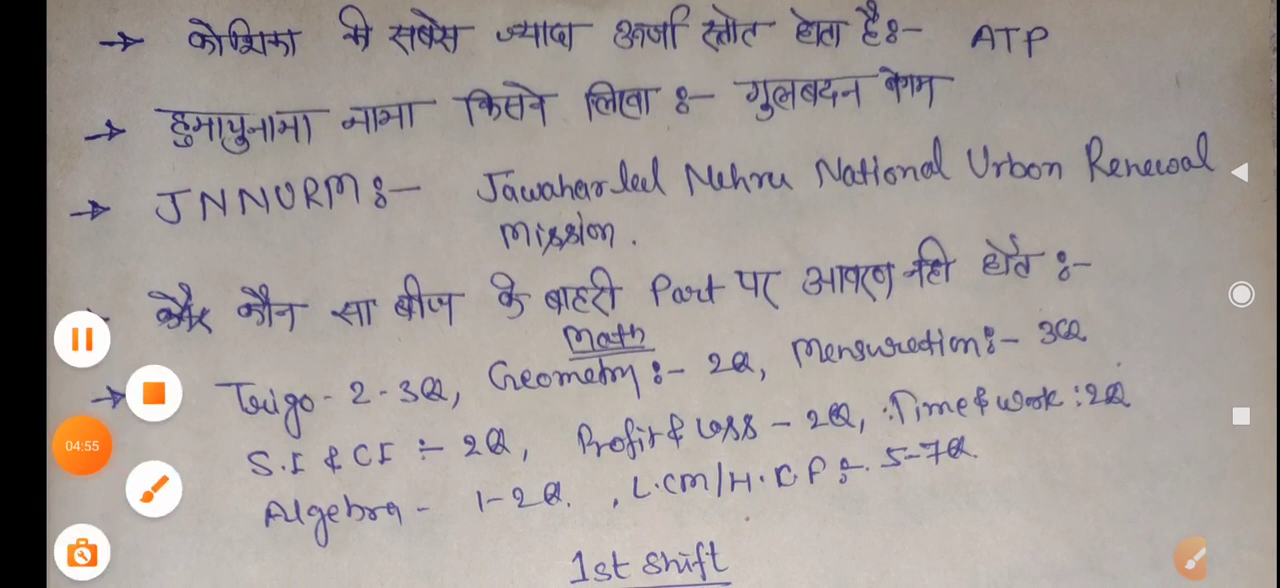 → कोशिका में सबसे ज्यादा ऊर्जा स्त्रोत होता है:- ATP
→ हुमायुनामा नामा किसने लिखा :- गुलबदन बेगम
→ JNNURM :- Jawaharlal Nehru National Urban Renewal
Mission.
कौन सा बीज के बाहरी Part पर आवरण नही होते :-
Math
→ Trigo - 2-3Q, Geometry :- 2Q, Mensuration :- 3Q
S.I & CI :- 2Q, Profit & Loss - 2Q, Time & work : 2Q
Algebra - 1-2Q. , L.CM/H.C.F :- 5-7Q.
1st Shift
04:55